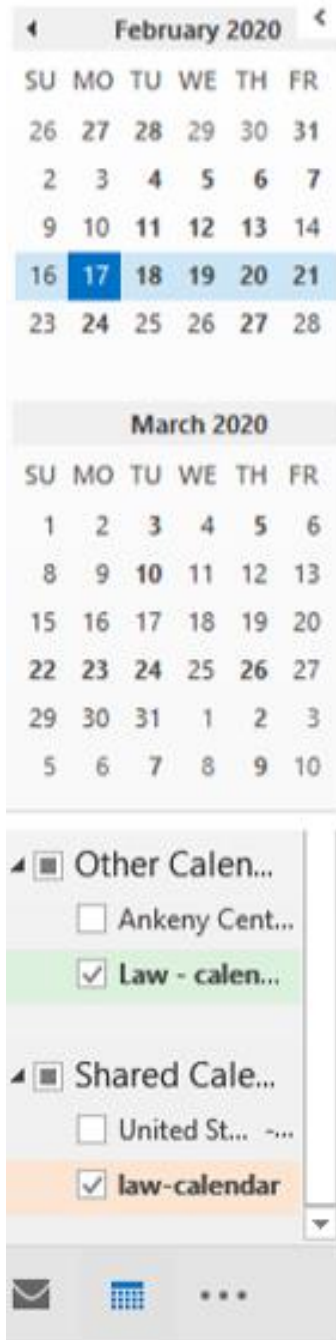 February 2020
SU MO TU WE TH FR
26 27 28 29 30 31
2 3 4 5 6 7
9 10 11 12 13 14
16 17 18 19 20 21
23 24 25 26 27 28
March 2020
SU MO TU WE TH FR
1 2 3 4 5 6
8 9 10 11 12 13
15 16 17 18 19 20
22 23 24 25 26 27
29 30 31 1 2 3
5 6 7 8 9 10
Other Calen...
Ankeny Cent...
Law - calen...
Shared Cale...
United St... -...
law-calendar